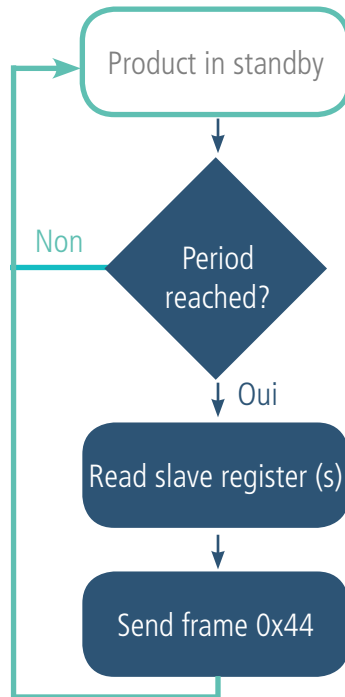 Product in standby
Non
Period
reached?
Oui
Read slave register (s)
Send frame 0x44